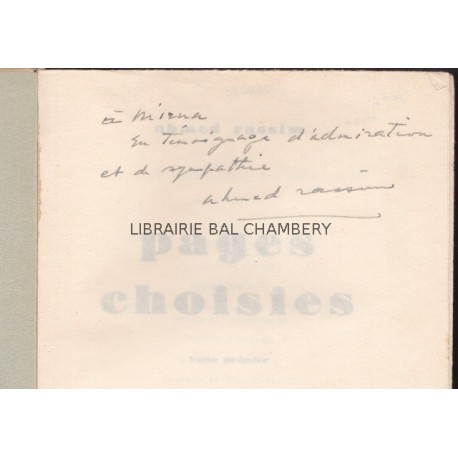 à Mirna
En témoignage d'admiration
et de sympathie
ahmed rassim
ahmed rassim
LIBRAIRIE BAL CHAMBERY
pages
choisies